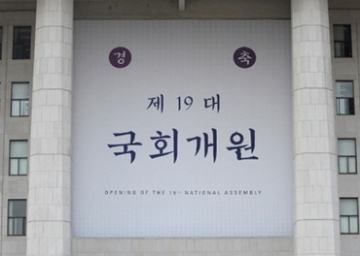 경 축
제 19 대
국회개원
OPENING OF THE 19TH NATIONAL ASSEMBLY